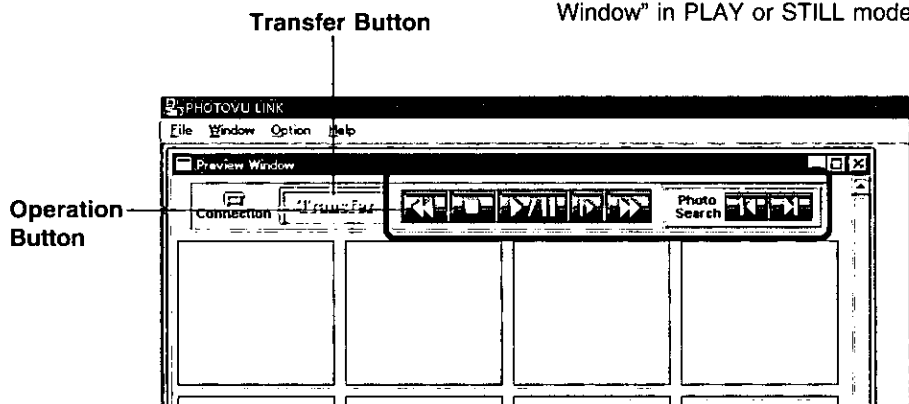 Window" in PLAY or STILL mode
Transfer Button
PHOTOVU LINK
File Window Option Help
Preview Window
Connection Transfer Photo Search
Operation Button